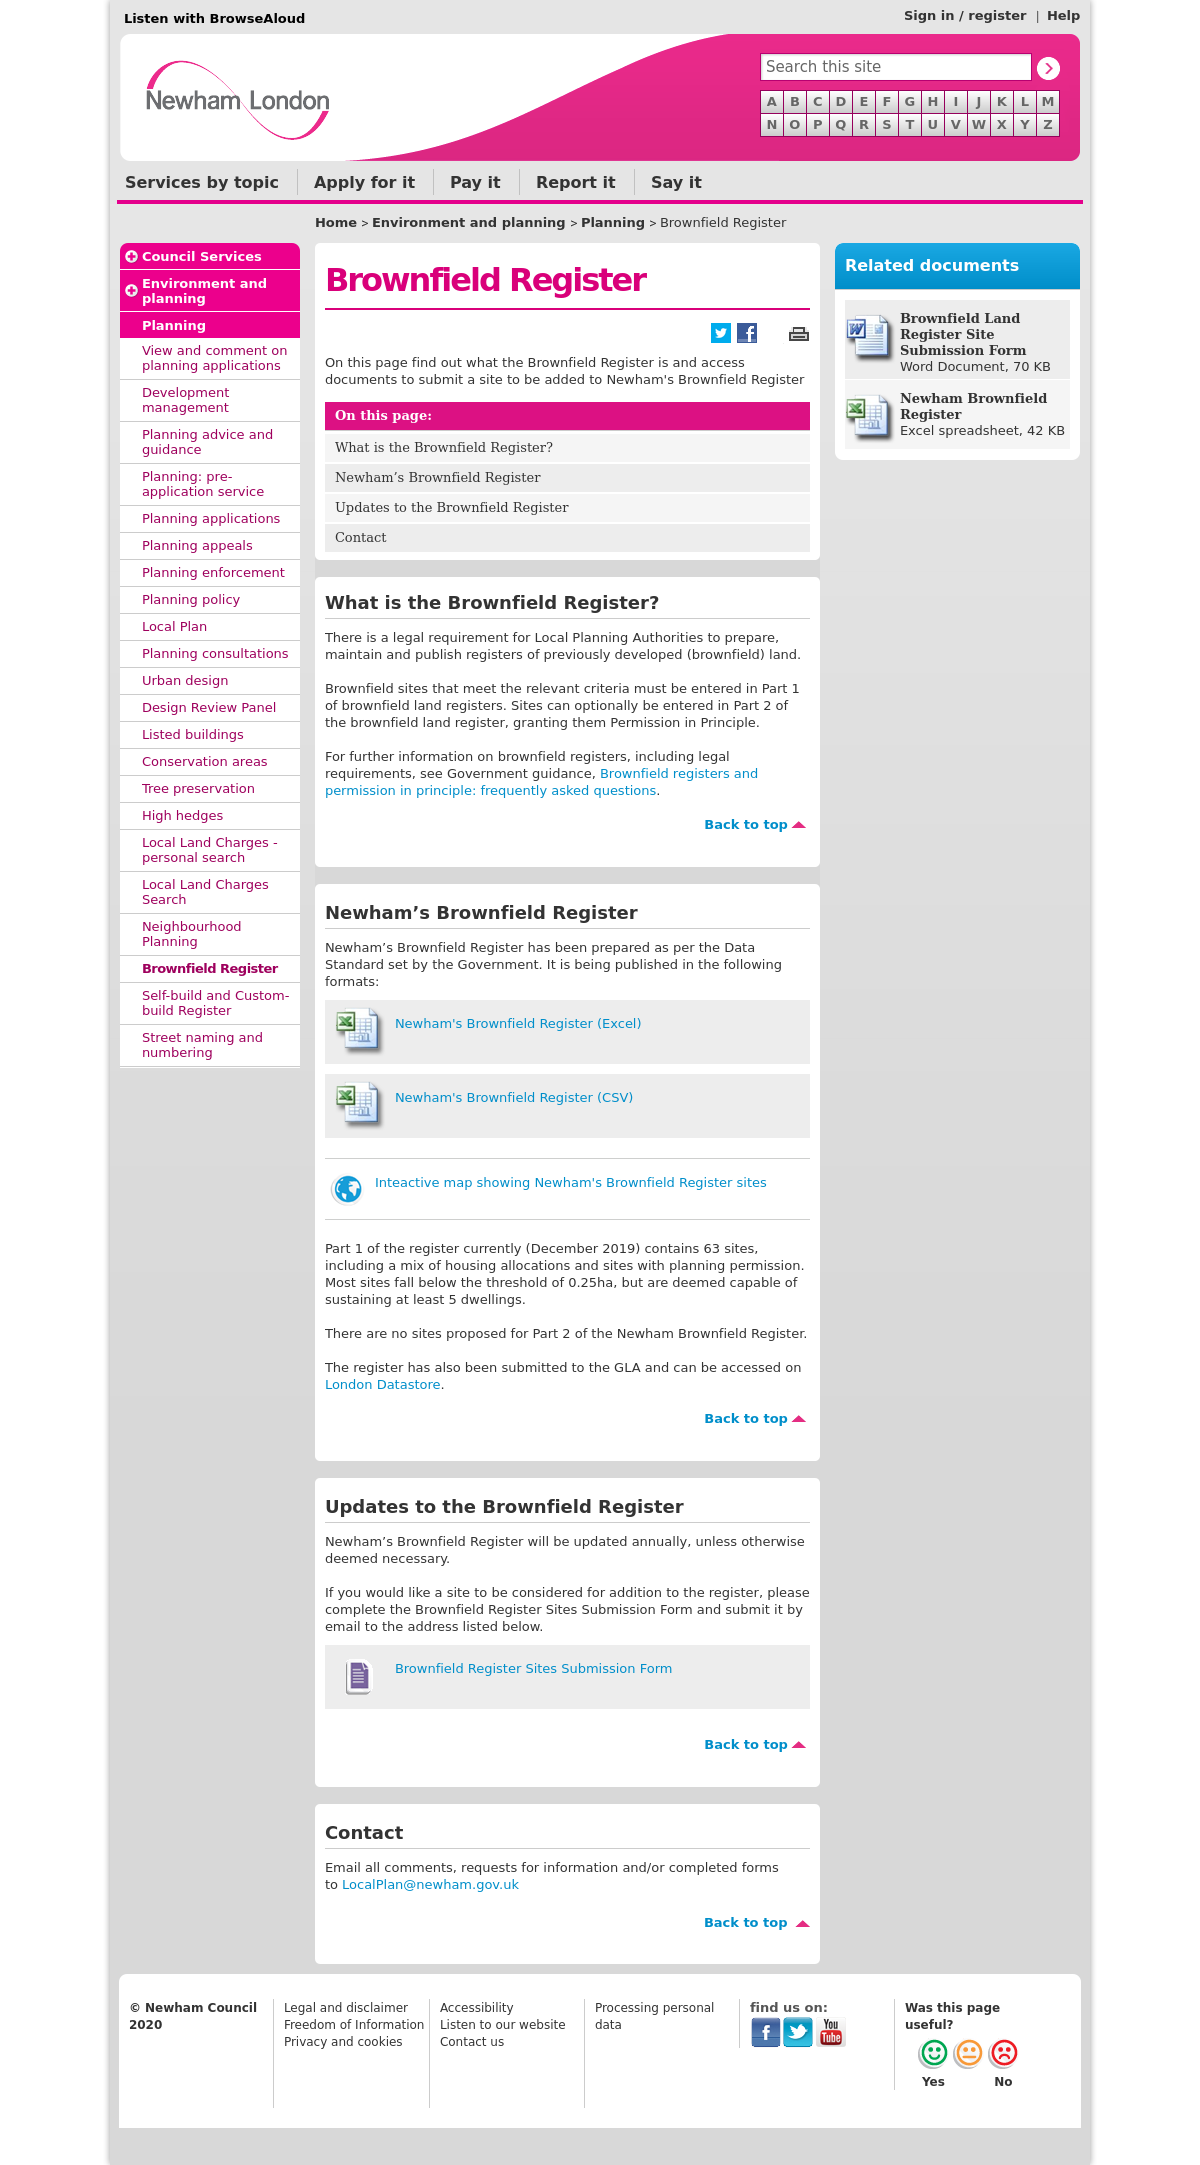 Listen with BrowseAloud
Sign in / register | Help
Newham London
Search this site
A B C D E F G H I J K L M
N O P Q R S T U V W X Y Z
Services by topic
Apply for it
Pay it
Report it
Say it
Home > Environment and planning > Planning > Brownfield Register
Council Services
Environment and
planning
Planning
View and comment on
planning applications
Development
management
Planning advice and
guidance
Planning: pre-
application service
Planning applications
Planning appeals
Planning enforcement
Planning policy
Local Plan
Planning consultations
Urban design
Design Review Panel
Listed buildings
Conservation areas
Tree preservation
High hedges
Local Land Charges -
personal search
Local Land Charges
Search
Neighbourhood
Planning
Brownfield Register
Self-build and Custom-
build Register
Street naming and
numbering
Brownfield Register
On this page find out what the Brownfield Register is and access
documents to submit a site to be added to Newham's Brownfield Register
On this page:
What is the Brownfield Register?
Newham’s Brownfield Register
Updates to the Brownfield Register
Contact
What is the Brownfield Register?
There is a legal requirement for Local Planning Authorities to prepare,
maintain and publish registers of previously developed (brownfield) land.
Brownfield sites that meet the relevant criteria must be entered in Part 1
of brownfield land registers. Sites can optionally be entered in Part 2 of
the brownfield land register, granting them Permission in Principle.
For further information on brownfield registers, including legal
requirements, see Government guidance, Brownfield registers and
permission in principle: frequently asked questions.
Back to top
Newham’s Brownfield Register
Newham’s Brownfield Register has been prepared as per the Data
Standard set by the Government. It is being published in the following
formats:
Newham's Brownfield Register (Excel)
Newham's Brownfield Register (CSV)
Inteactive map showing Newham's Brownfield Register sites
Part 1 of the register currently (December 2019) contains 63 sites,
including a mix of housing allocations and sites with planning permission.
Most sites fall below the threshold of 0.25ha, but are deemed capable of
sustaining at least 5 dwellings.
There are no sites proposed for Part 2 of the Newham Brownfield Register.
The register has also been submitted to the GLA and can be accessed on
London Datastore.
Back to top
Updates to the Brownfield Register
Newham’s Brownfield Register will be updated annually, unless otherwise
deemed necessary.
If you would like a site to be considered for addition to the register, please
complete the Brownfield Register Sites Submission Form and submit it by
email to the address listed below.
Brownfield Register Sites Submission Form
Back to top
Contact
Email all comments, requests for information and/or completed forms
to LocalPlan@newham.gov.uk
Back to top
Related documents
Brownfield Land
Register Site
Submission Form
Word Document, 70 KB
Newham Brownfield
Register
Excel spreadsheet, 42 KB
© Newham Council
2020
Legal and disclaimer
Freedom of Information
Privacy and cookies
Accessibility
Listen to our website
Contact us
Processing personal
data
find us on:
You
Tube
Was this page
useful?
Yes
No